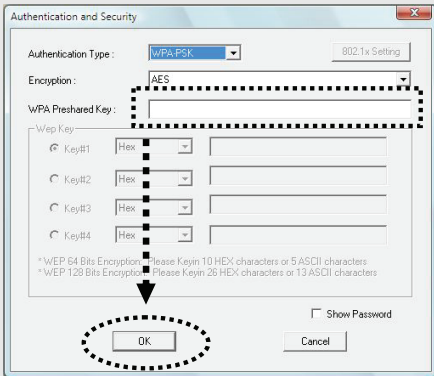 Authentication and Security
Authentication Type : WPA-PSK 802.1x Setting
Encryption : AES
WPA Preshared Key :
Wep Key
Key#1 Hex
Key#2 Hex
Key#3 Hex
Key#4 Hex
* WEP 64 Bits Encryption: Please Keyin 10 HEX characters or 5 ASCII characters
* WEP 128 Bits Encryption: Please Keyin 26 HEX characters or 13 ASCII characters
Show Password
OK Cancel